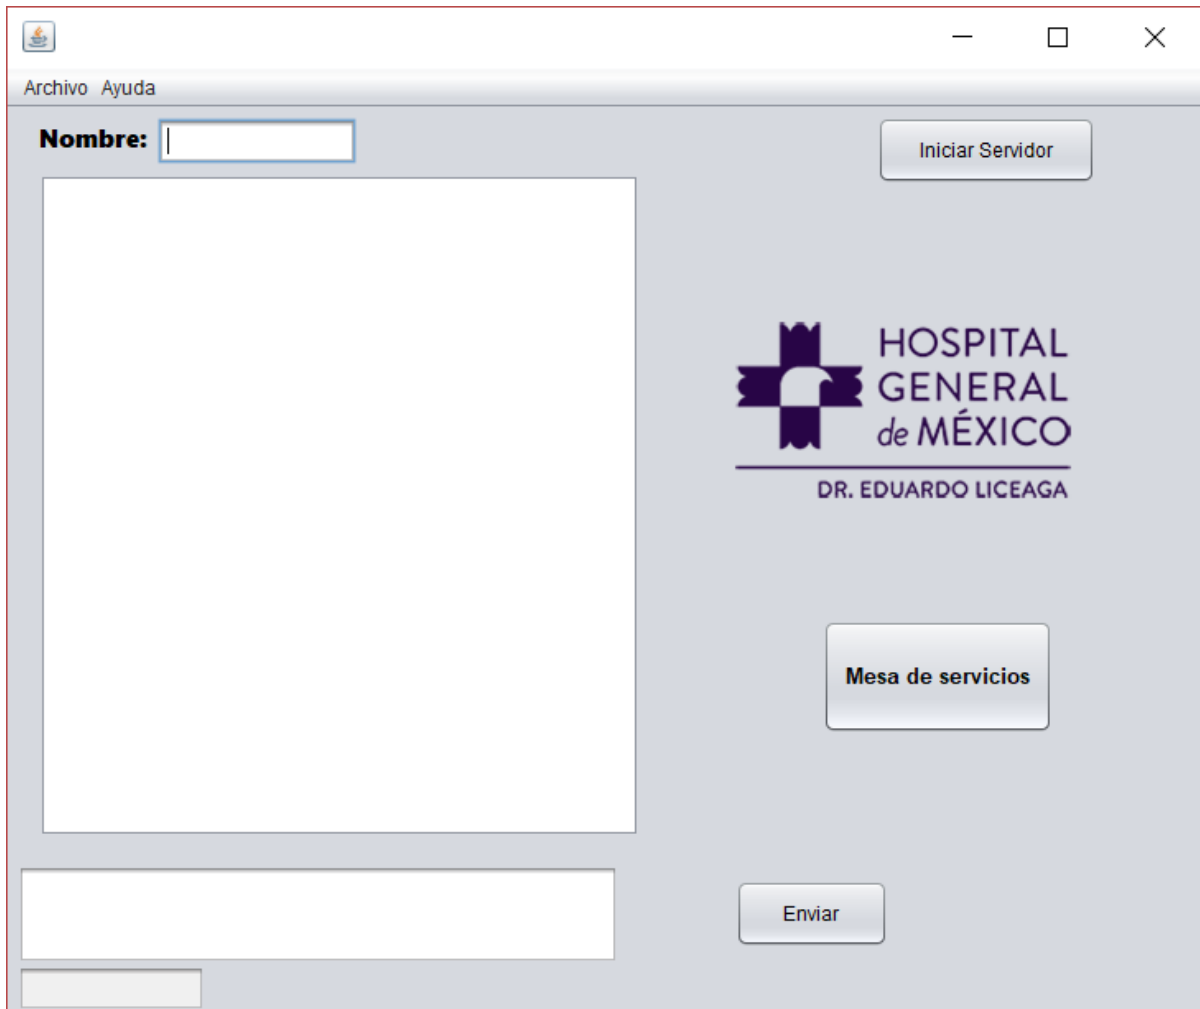 Archivo Ayuda
Nombre:
Iniciar Servidor
HOSPITAL
GENERAL
de MÉXICO
DR. EDUARDO LICEAGA
Mesa de servicios
Enviar